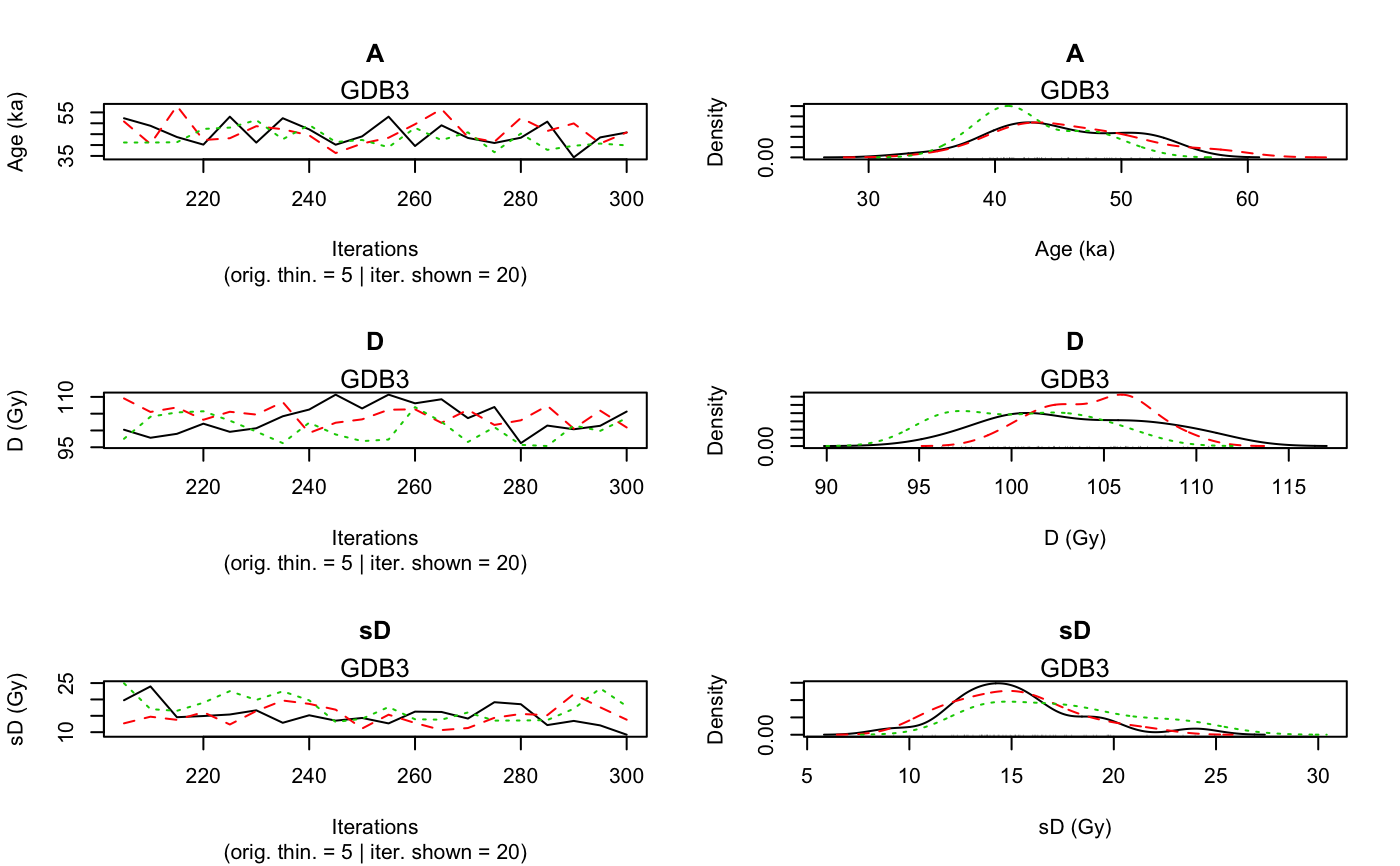 A
GDB3
Age (ka)
55
35
220 240 260 280 300
Iterations
(orig. thin. = 5 | iter. shown = 20)
A
GDB3
Density
0.00
30 40 50 60
Age (ka)
D
GDB3
D (Gy)
110
95
220 240 260 280 300
Iterations
(orig. thin. = 5 | iter. shown = 20)
D
GDB3
Density
0.00
90 95 100 105 110 115
D (Gy)
sD
GDB3
sD (Gy)
25
10
220 240 260 280 300
Iterations
(orig. thin. = 5 | iter. shown = 20)
sD
GDB3
Density
0.00
5 10 15 20 25 30
sD (Gy)